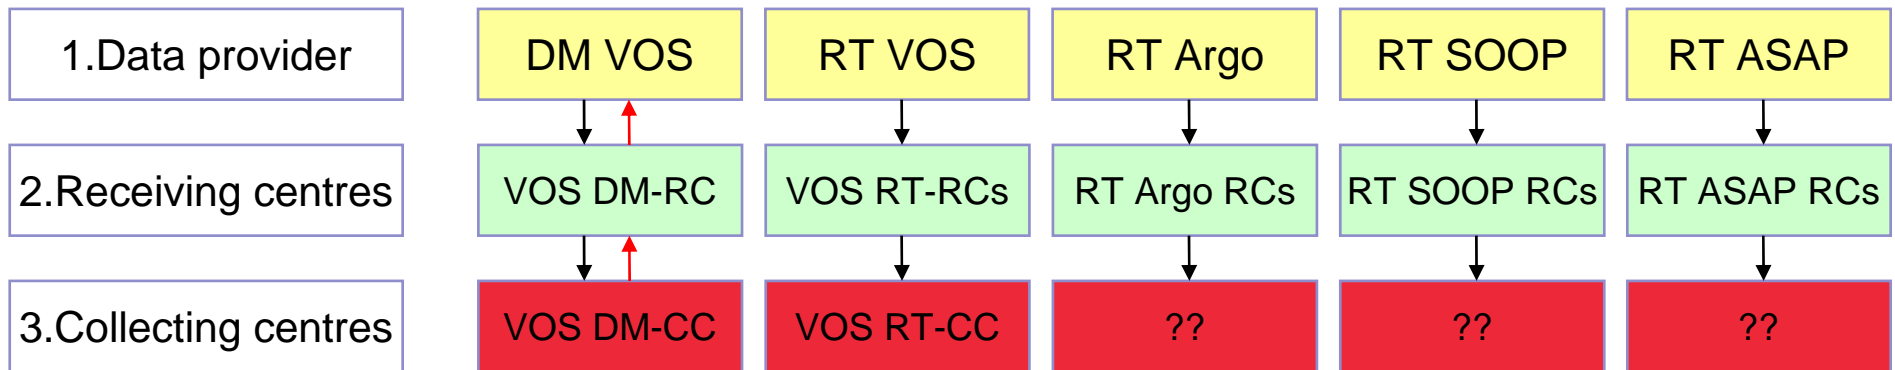 1.Data provider
DM VOS
RT VOS
RT Argo
RT SOOP
RT ASAP
2.Receiving centres
VOS DM-RC
VOS RT-RCs
RT Argo RCs
RT SOOP RCs
RT ASAP RCs
3.Collecting centres
VOS DM-CC
VOS RT-CC
??
??
??